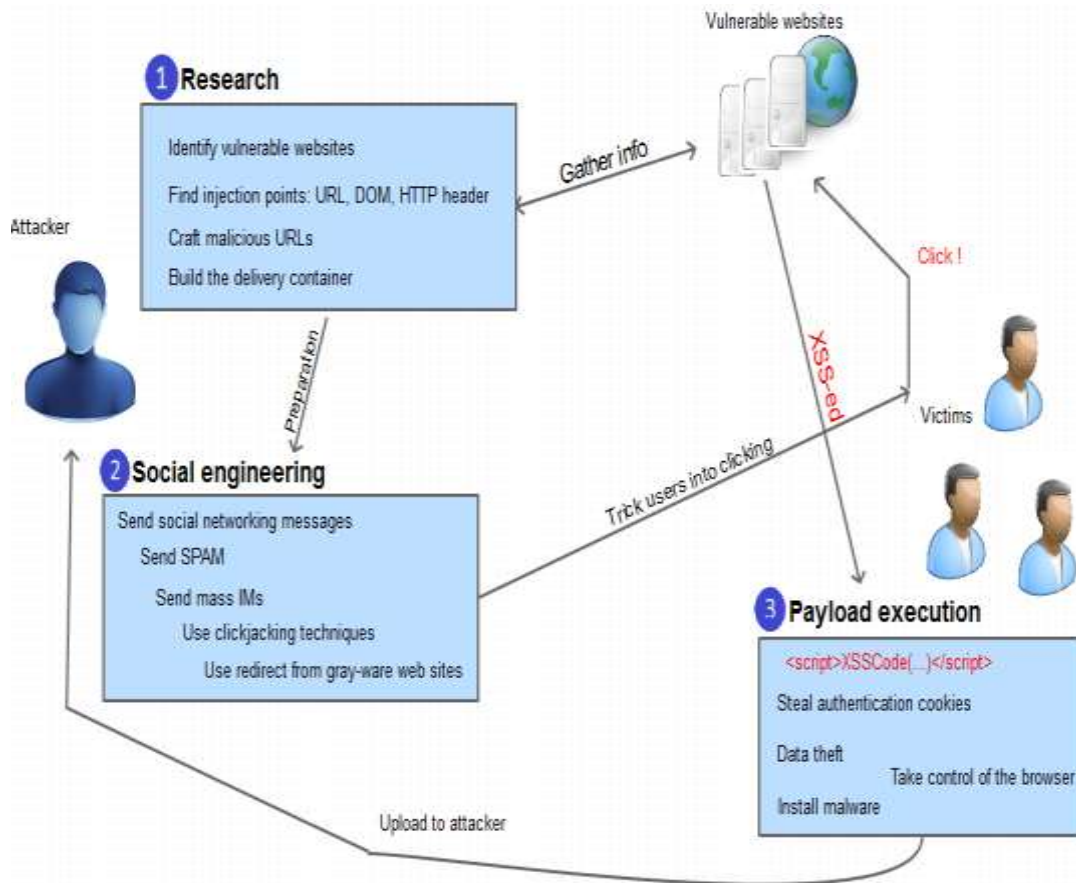 Vulnerable websites
1 Research
Identify vulnerable websites
Find injection points: URL, DOM, HTTP header
Craft malicious URLs
Build the delivery container
Gather info
Attacker
Click !
Preparation
XSS-ed
Victims
2 Social engineering
Trick users into clicking
Send social networking messages
Send SPAM
Send mass IMs
Use clickjacking techniques
Use redirect from gray-ware web sites
3 Payload execution
<script>XSSCode(...)</script>
Steal authentication cookies
Data theft
Take control of the browser
Install malware
Upload to attacker